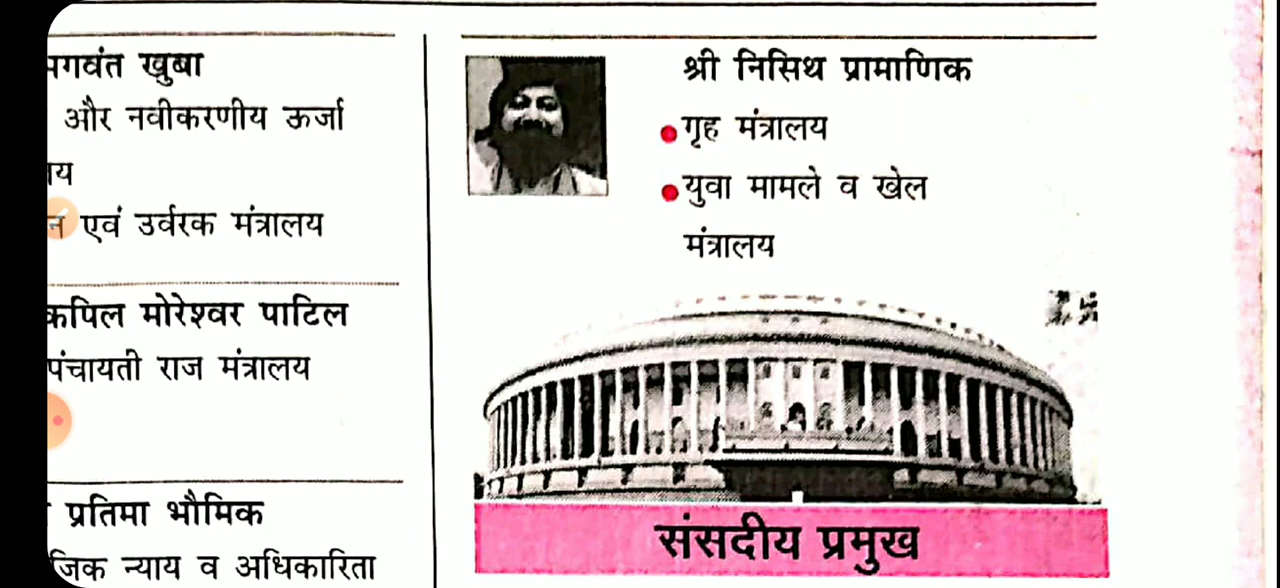 भगवंत खुबा
और नवीकरणीय ऊर्जा
एवं उर्वरक मंत्रालय
कपिल मोरेश्वर पाटिल
पंचायती राज मंत्रालय
प्रतिमा भौमिक
न्याय व अधिकारिता
श्री निसिथ प्रामाणिक
गृह मंत्रालय
युवा मामले व खेल
मंत्रालय
संसदीय प्रमुख